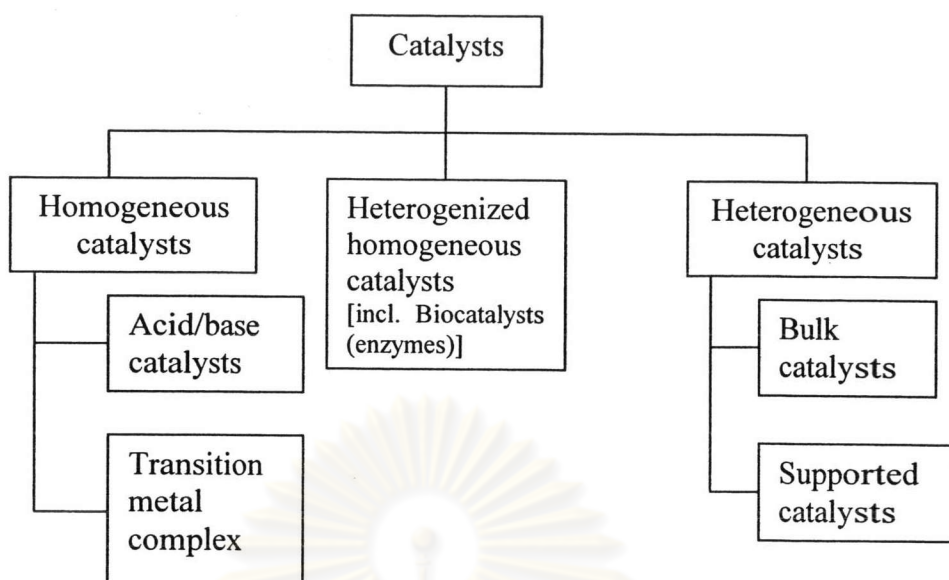 Catalysts
Homogeneous
catalysts
Acid/base
catalysts
Transition
metal
complex
Heterogenized
homogeneous
catalysts
[incl. Biocatalysts
(enzymes)]
Heterogeneous
catalysts
Bulk
catalysts
Supported
catalysts